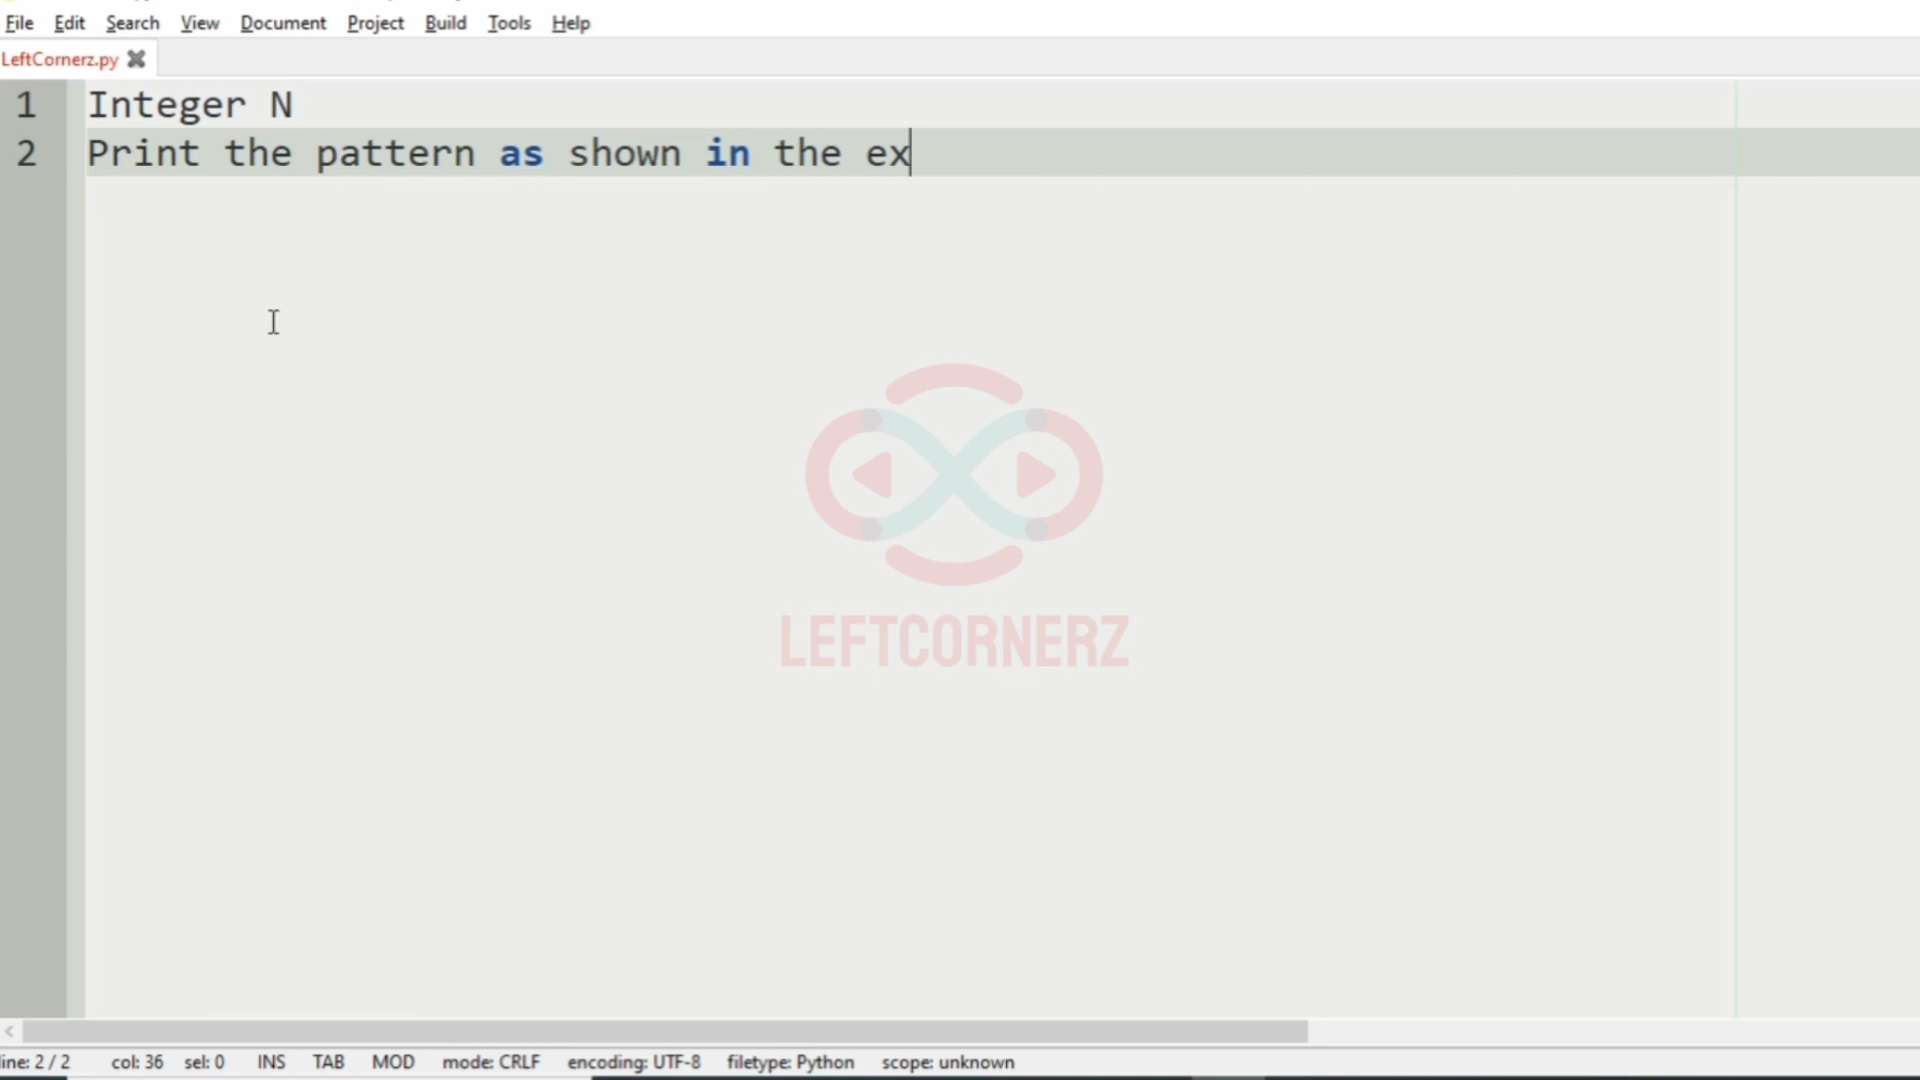 File Edit Search View Document Project Build Tools Help
LeftCornerz.py
1 Integer N
2 Print the pattern as shown in the ex
LEFTCORNERZ
line: 2 / 2 col: 36 sel: 0 INS TAB MOD mode: CRLF encoding: UTF-8 filetype: Python scope: unknown